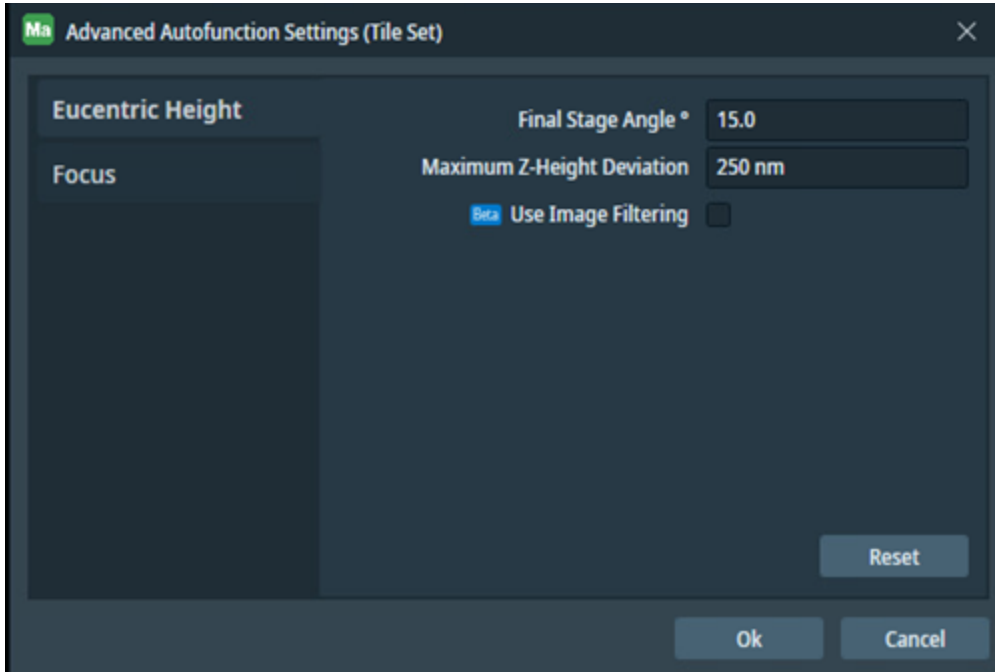 Ma Advanced Autofunction Settings (Tile Set)
Eucentric Height
Focus
Final Stage Angle ° 15.0
Maximum Z-Height Deviation 250 nm
Beta Use Image Filtering
Reset
Ok Cancel